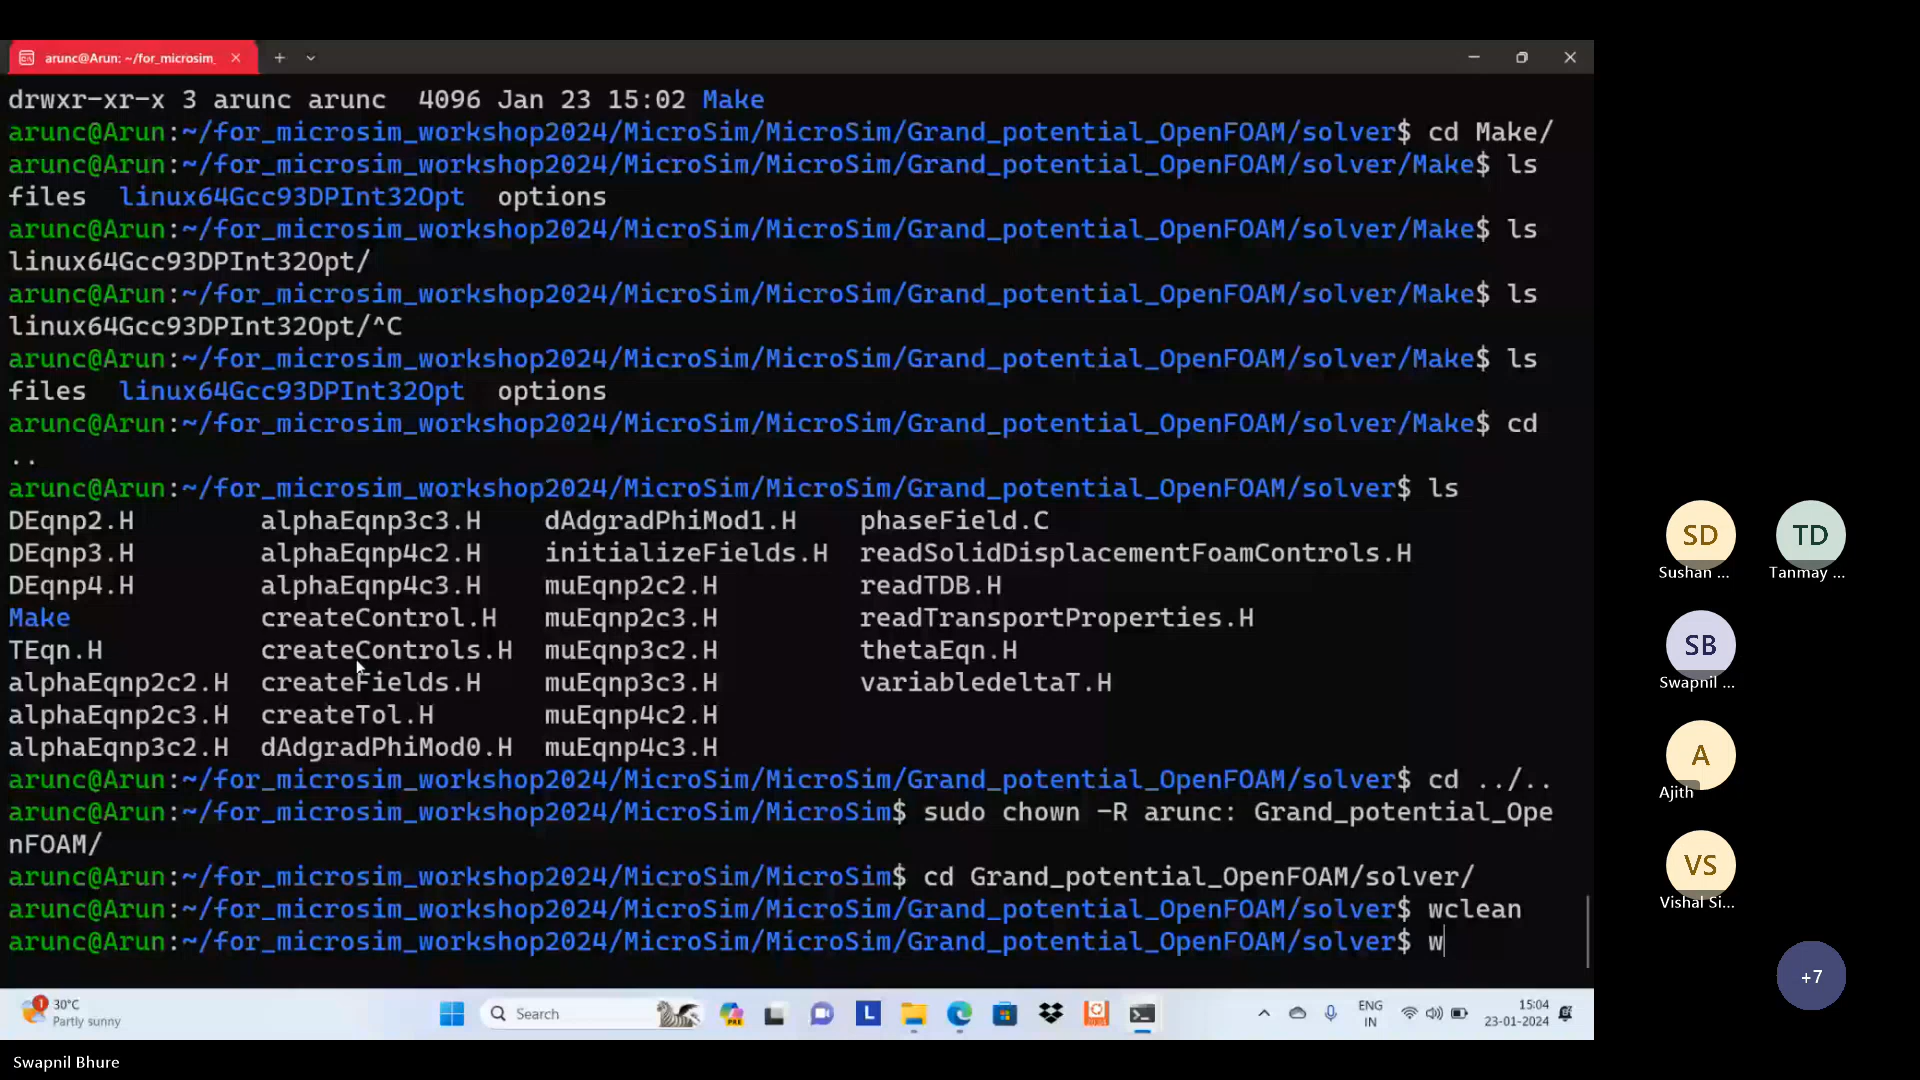 arunc@Arun: ~/for_microsim_
drwxr-xr-x 3 arunc arunc  4096 Jan 23 15:02 Make
arunc@Arun:~/for_microsim_workshop2024/MicroSim/MicroSim/Grand_potential_OpenFOAM/solver$ cd Make/
arunc@Arun:~/for_microsim_workshop2024/MicroSim/MicroSim/Grand_potential_OpenFOAM/solver/Make$ ls
files  linux64Gcc93DPInt32Opt  options
arunc@Arun:~/for_microsim_workshop2024/MicroSim/MicroSim/Grand_potential_OpenFOAM/solver/Make$ ls
linux64Gcc93DPInt32Opt/
arunc@Arun:~/for_microsim_workshop2024/MicroSim/MicroSim/Grand_potential_OpenFOAM/solver/Make$ ls
linux64Gcc93DPInt32Opt/^C
arunc@Arun:~/for_microsim_workshop2024/MicroSim/MicroSim/Grand_potential_OpenFOAM/solver/Make$ ls
files  linux64Gcc93DPInt32Opt  options
arunc@Arun:~/for_microsim_workshop2024/MicroSim/MicroSim/Grand_potential_OpenFOAM/solver/Make$ cd
..
arunc@Arun:~/for_microsim_workshop2024/MicroSim/MicroSim/Grand_potential_OpenFOAM/solver$ ls
DEqnp2.H  alphaEqnp3c3.H  dAdgradPhiMod1.H  phaseField.C
DEqnp3.H  alphaEqnp4c2.H  initializeFields.H  readSolidDisplacementFoamControls.H
DEqnp4.H  alphaEqnp4c3.H  muEqnp2c2.H  readTDB.H
Make  createControl.H  muEqnp2c3.H  readTransportProperties.H
TEqn.H  createControls.H  muEqnp3c2.H  thetaEqn.H
alphaEqnp2c2.H  createFields.H  muEqnp3c3.H  variabledeltaT.H
alphaEqnp2c3.H  createTol.H  muEqnp4c2.H
alphaEqnp3c2.H  dAdgradPhiMod0.H  muEqnp4c3.H
arunc@Arun:~/for_microsim_workshop2024/MicroSim/MicroSim/Grand_potential_OpenFOAM/solver$ cd ../..
arunc@Arun:~/for_microsim_workshop2024/MicroSim/MicroSim$ sudo chown -R arunc: Grand_potential_Ope
nFOAM/
arunc@Arun:~/for_microsim_workshop2024/MicroSim/MicroSim$ cd Grand_potential_OpenFOAM/solver/
arunc@Arun:~/for_microsim_workshop2024/MicroSim/MicroSim/Grand_potential_OpenFOAM/solver$ wclean
arunc@Arun:~/for_microsim_workshop2024/MicroSim/MicroSim/Grand_potential_OpenFOAM/solver$ w
SD  TD
Sushan ...  Tanmay ...
SB
Swapnil ...
A
Ajith
VS
Vishal Si...
+7
1
30°C
Partly sunny
Search
PRE
L
ENG
IN
15:04
23-01-2024
Swapnil Bhure